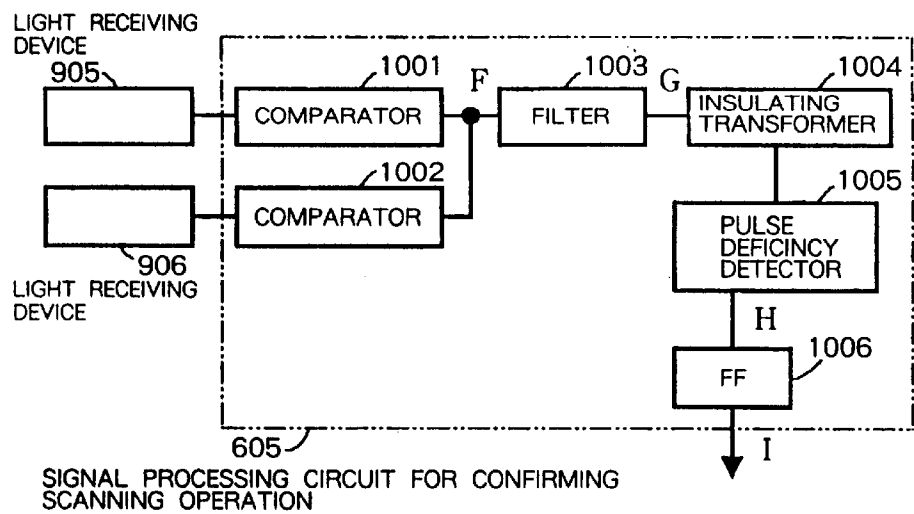 LIGHT RECEIVING
DEVICE
905
1001
COMPARATOR
F
1003
FILTER
G
1004
INSULATING
TRANSFORMER
1002
COMPARATOR
906
LIGHT RECEIVING
DEVICE
1005
PULSE
DEFICINCY
DETECTOR
H
1006
FF
I
605
SIGNAL PROCESSING CIRCUIT FOR CONFIRMING
SCANNING OPERATION